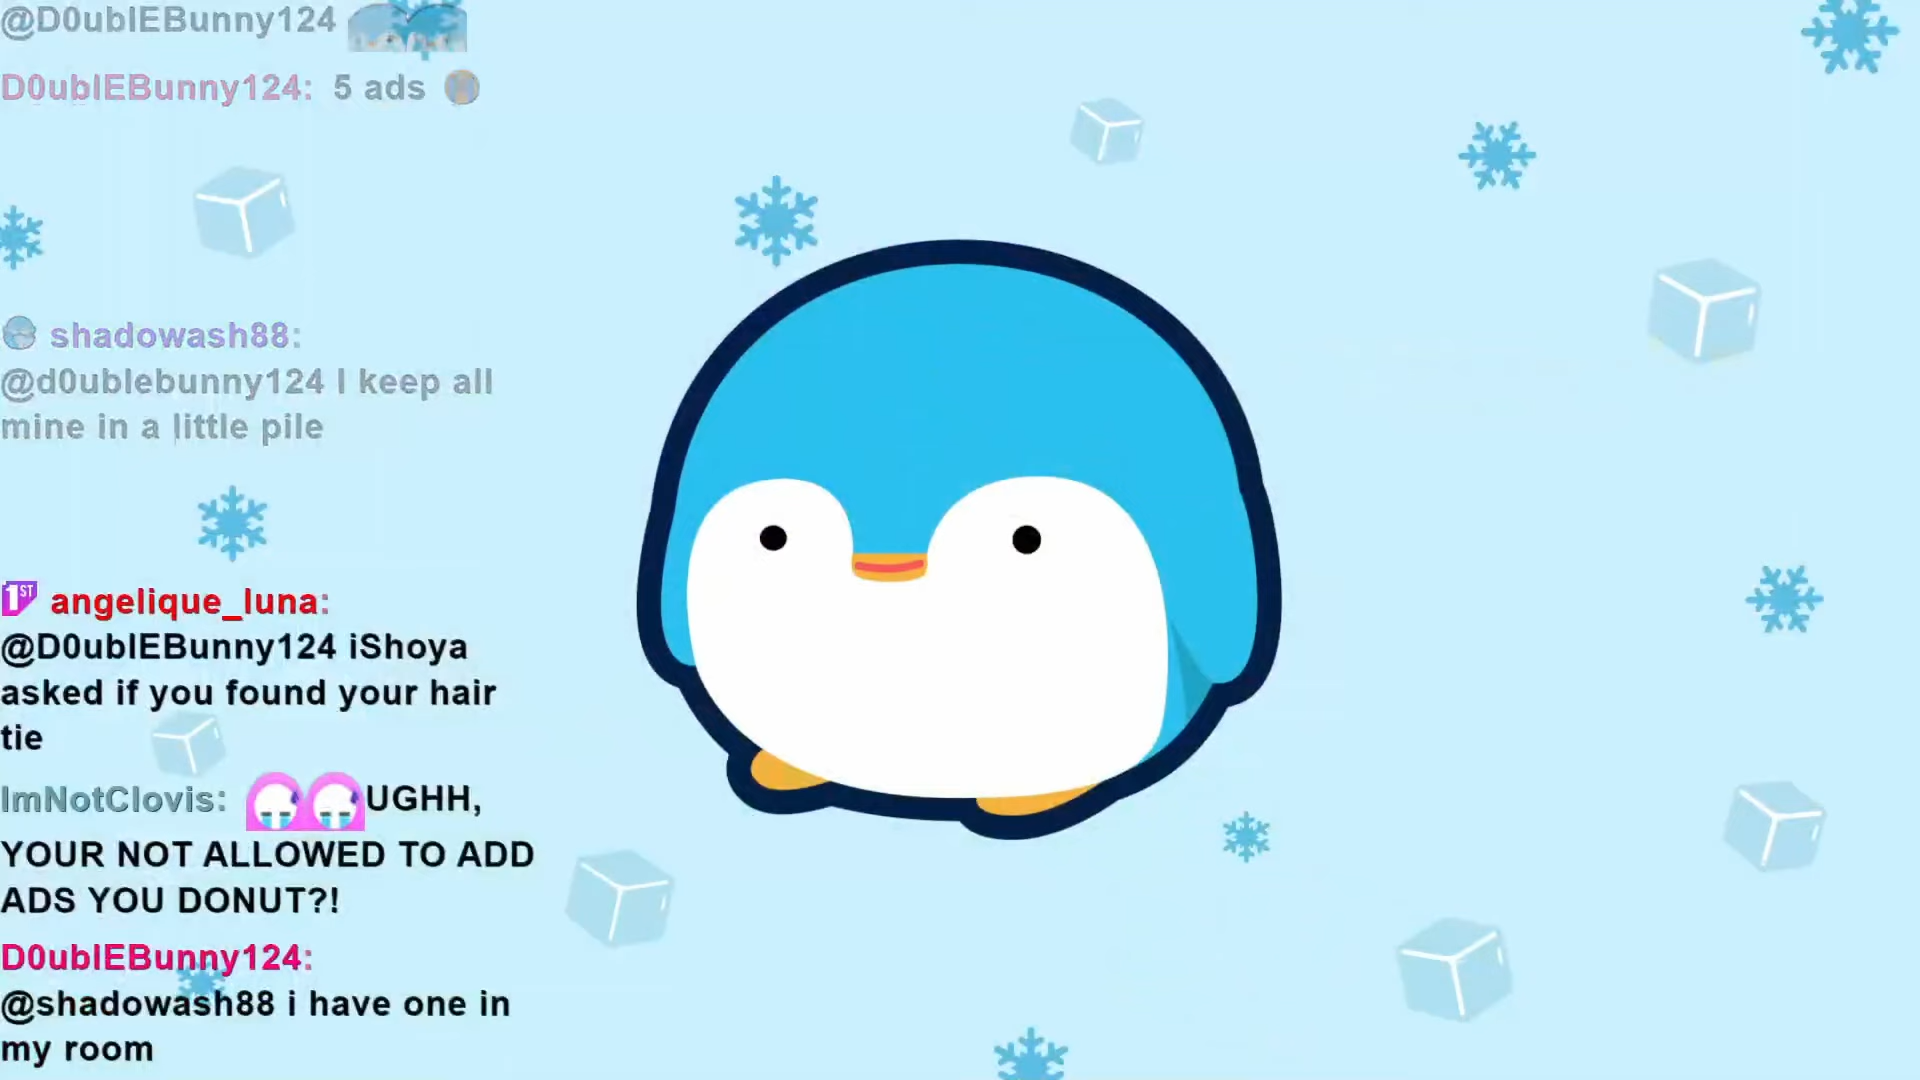 @D0ublEBunny124
D0ublEBunny124: 5 ads
shadowash88:
@d0ublebunny124 I keep all
mine in a little pile
1ST angelique_luna:
@D0ublEBunny124 iShoya
asked if you found your hair
tie
ImNotClovis: UGHH,
YOUR NOT ALLOWED TO ADD
ADS YOU DONUT?!
D0ublEBunny124:
@shadowash88 i have one in
my room